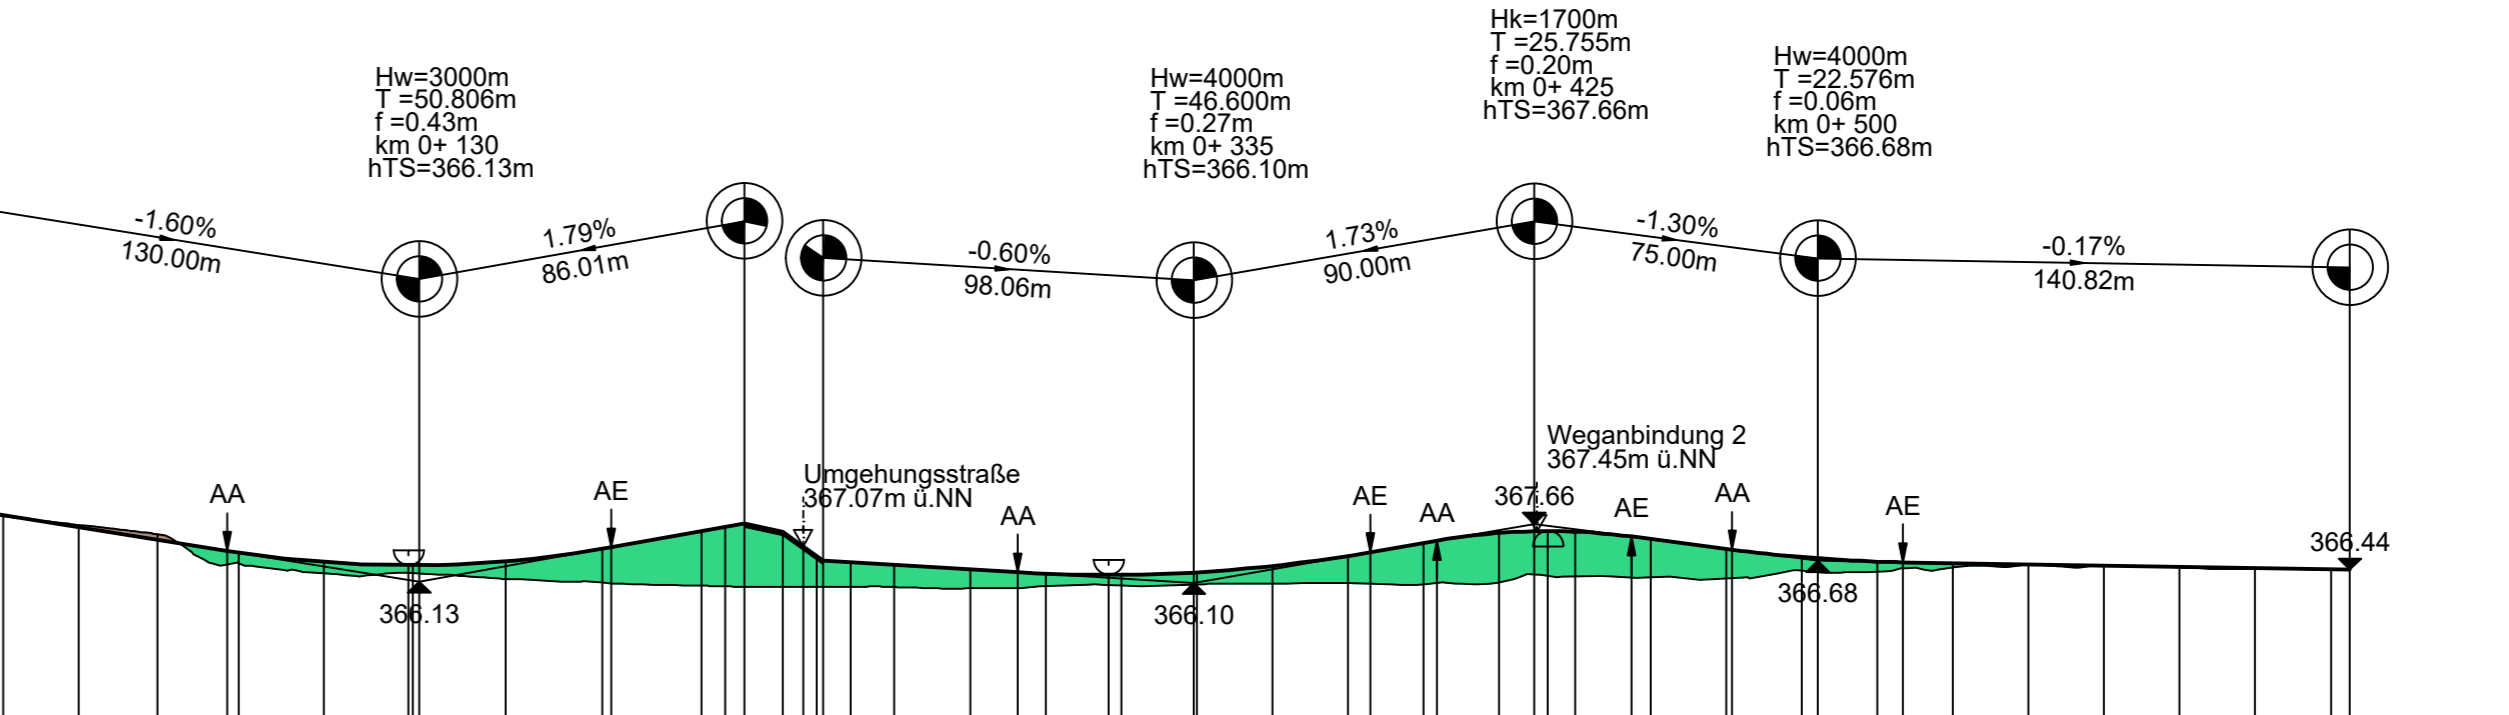 Hw=3000m
T =50.806m
f =0.43m
km 0+ 130
hTS=366.13m
Hw=4000m
T =46.600m
f =0.27m
km 0+ 335
hTS=366.10m
Hk=1700m
T =25.755m
f =0.20m
km 0+ 425
hTS=367.66m
Hw=4000m
T =22.576m
f =0.06m
km 0+ 500
hTS=366.68m
-1.60%
130.00m
1.79%
86.01m
-0.60%
98.06m
1.73%
90.00m
-1.30%
75.00m
-0.17%
140.82m
AA
AE
Umgehungsstraße
367.07m ü.NN
AA
AE
AA
Weganbindung 2
367.45m ü.NN
367.66
AE
AA
AE
366.44
366.13
366.10
366.68